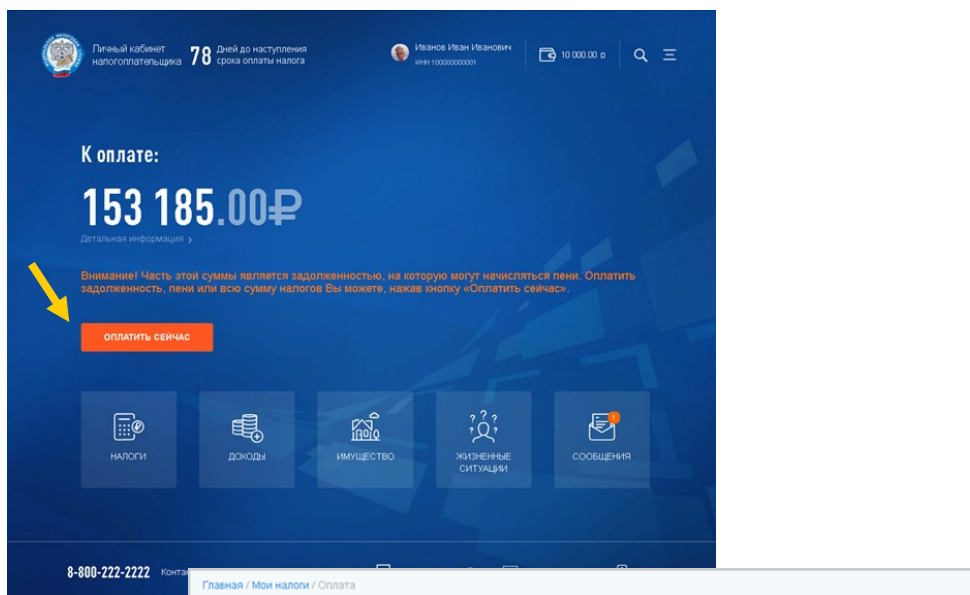 Личный кабинет
налогоплательщика
78 Дней до наступления
срока оплаты налога
Иванов Иван Иванович
ИНН 100000000001
10 000.00
К оплате:
153 185.00₽
Детальная информация ›
Внимание! Часть этой суммы является задолженностью, на которую могут начисляться пени. Оплатить
задолженность, пени или всю сумму налогов Вы можете, нажав кнопку «Оплатить сейчас».
ОПЛАТИТЬ СЕЙЧАС
НАЛОГИ
ДОХОДЫ
ИМУЩЕСТВО
ЖИЗНЕННЫЕ
СИТУАЦИИ
1
СООБЩЕНИЯ
8-800-222-2222
Главная / Мои налоги / Оплата